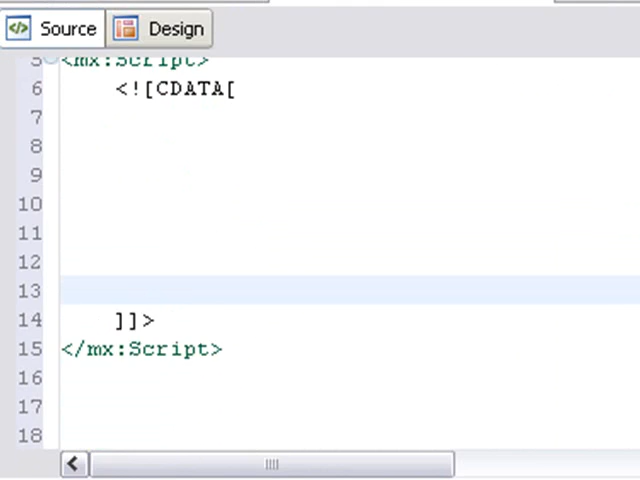 Source Design
5 <mx:Script>
6 <![CDATA[
7
8
9
10
11
12
13
14 ]]>
15 </mx:Script>
16
17
18